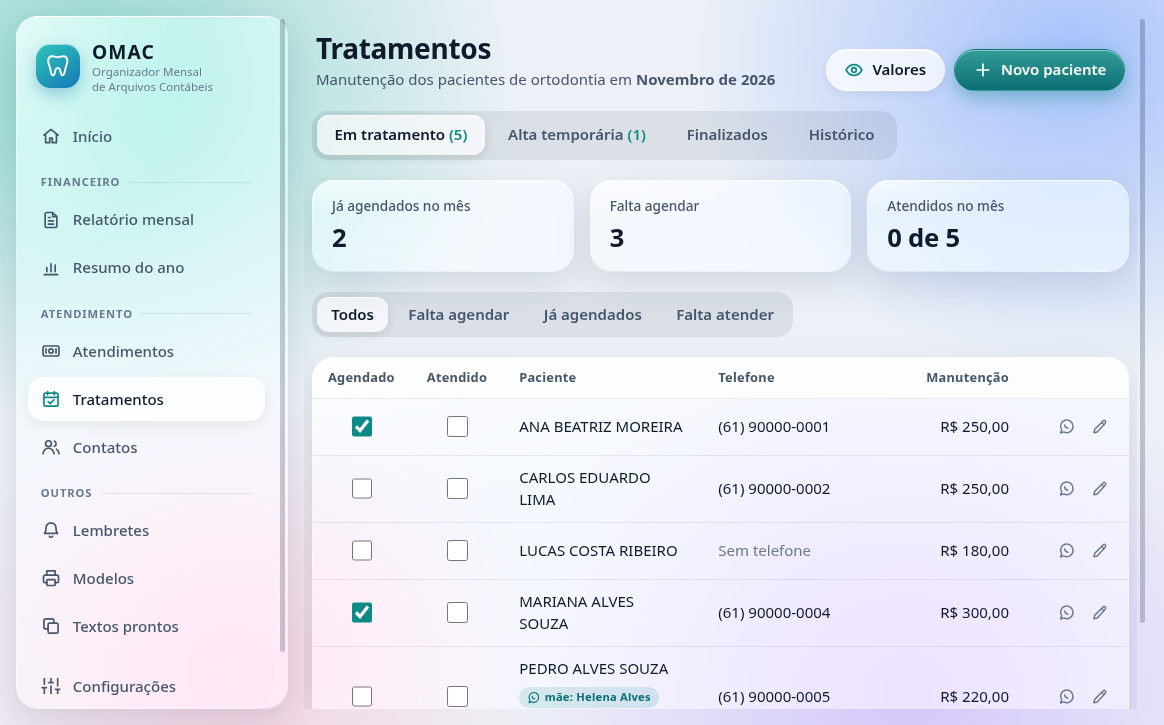 OMAC
Organizador Mensal
de Arquivos Contábeis
Início
FINANCEIRO
Relatório mensal
Resumo do ano
ATENDIMENTO
Atendimentos
Tratamentos
Contatos
OUTROS
Lembretes
Modelos
Textos prontos
Configurações
Tratamentos
Manutenção dos pacientes de ortodontia em Novembro de 2026
Valores
Novo paciente
Em tratamento (5) Alta temporária (1) Finalizados Histórico
Já agendados no mês
2
Falta agendar
3
Atendidos no mês
0 de 5
Todos Falta agendar Já agendados Falta atender
Agendado Atendido Paciente Telefone Manutenção
ANA BEATRIZ MOREIRA (61) 90000-0001 R$ 250,00
CARLOS EDUARDO
LIMA (61) 90000-0002 R$ 250,00
LUCAS COSTA RIBEIRO Sem telefone R$ 180,00
MARIANA ALVES
SOUZA (61) 90000-0004 R$ 300,00
PEDRO ALVES SOUZA
mãe: Helena Alves (61) 90000-0005 R$ 220,00